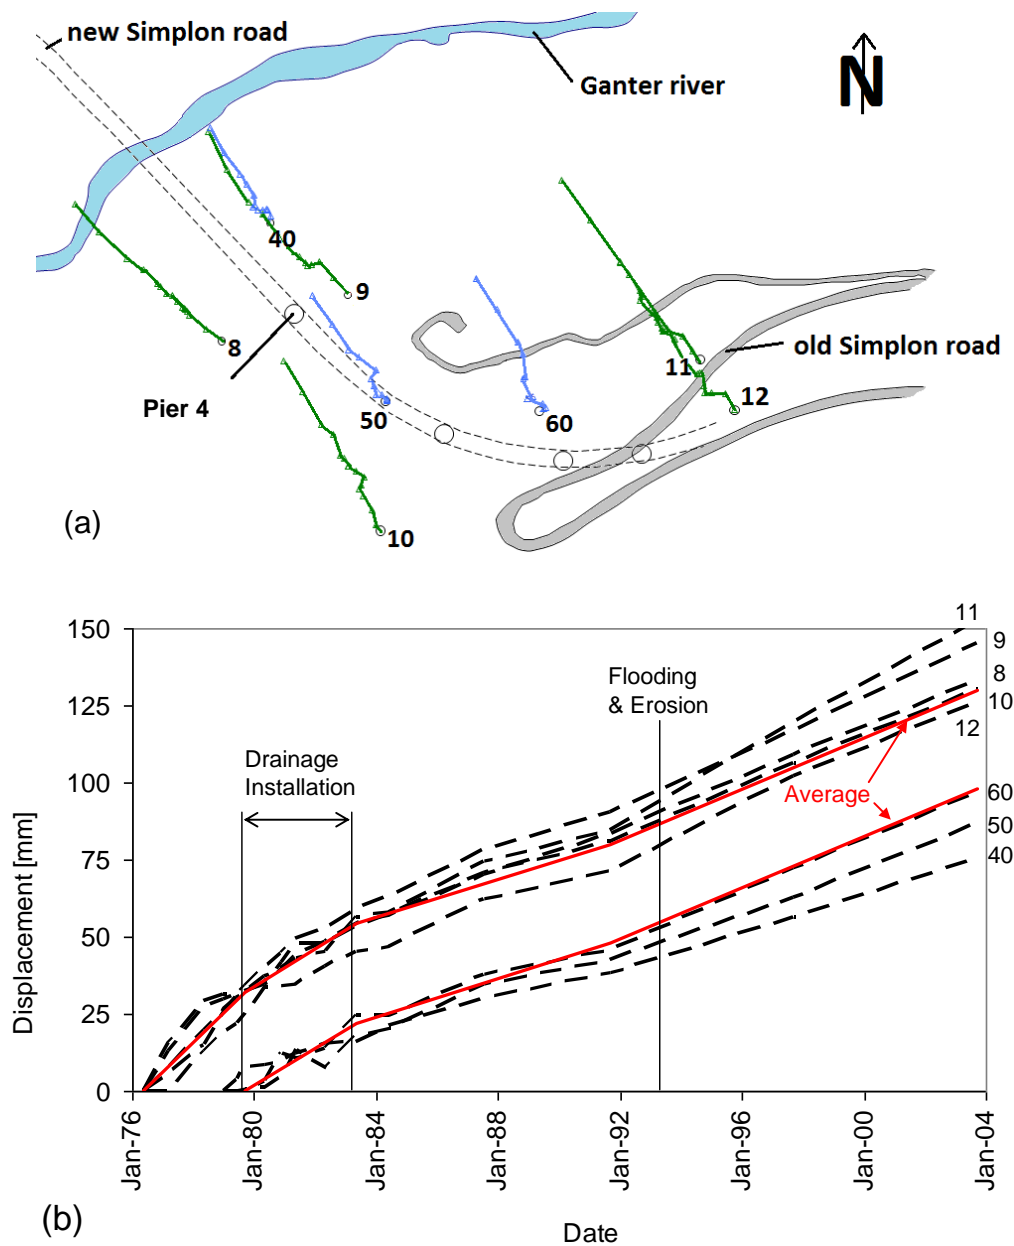 new Simplon road
Ganter river
N
40
9
8
Pier 4
50
60
11
12
old Simplon road
10
(a)
150
125
100
75
50
25
0
Displacement [mm]
Drainage
Installation
Flooding
& Erosion
Average
11
9
8
10
12
60
50
40
Jan-76
Jan-80
Jan-84
Jan-88
Jan-92
Jan-96
Jan-00
Jan-04
(b)
Date